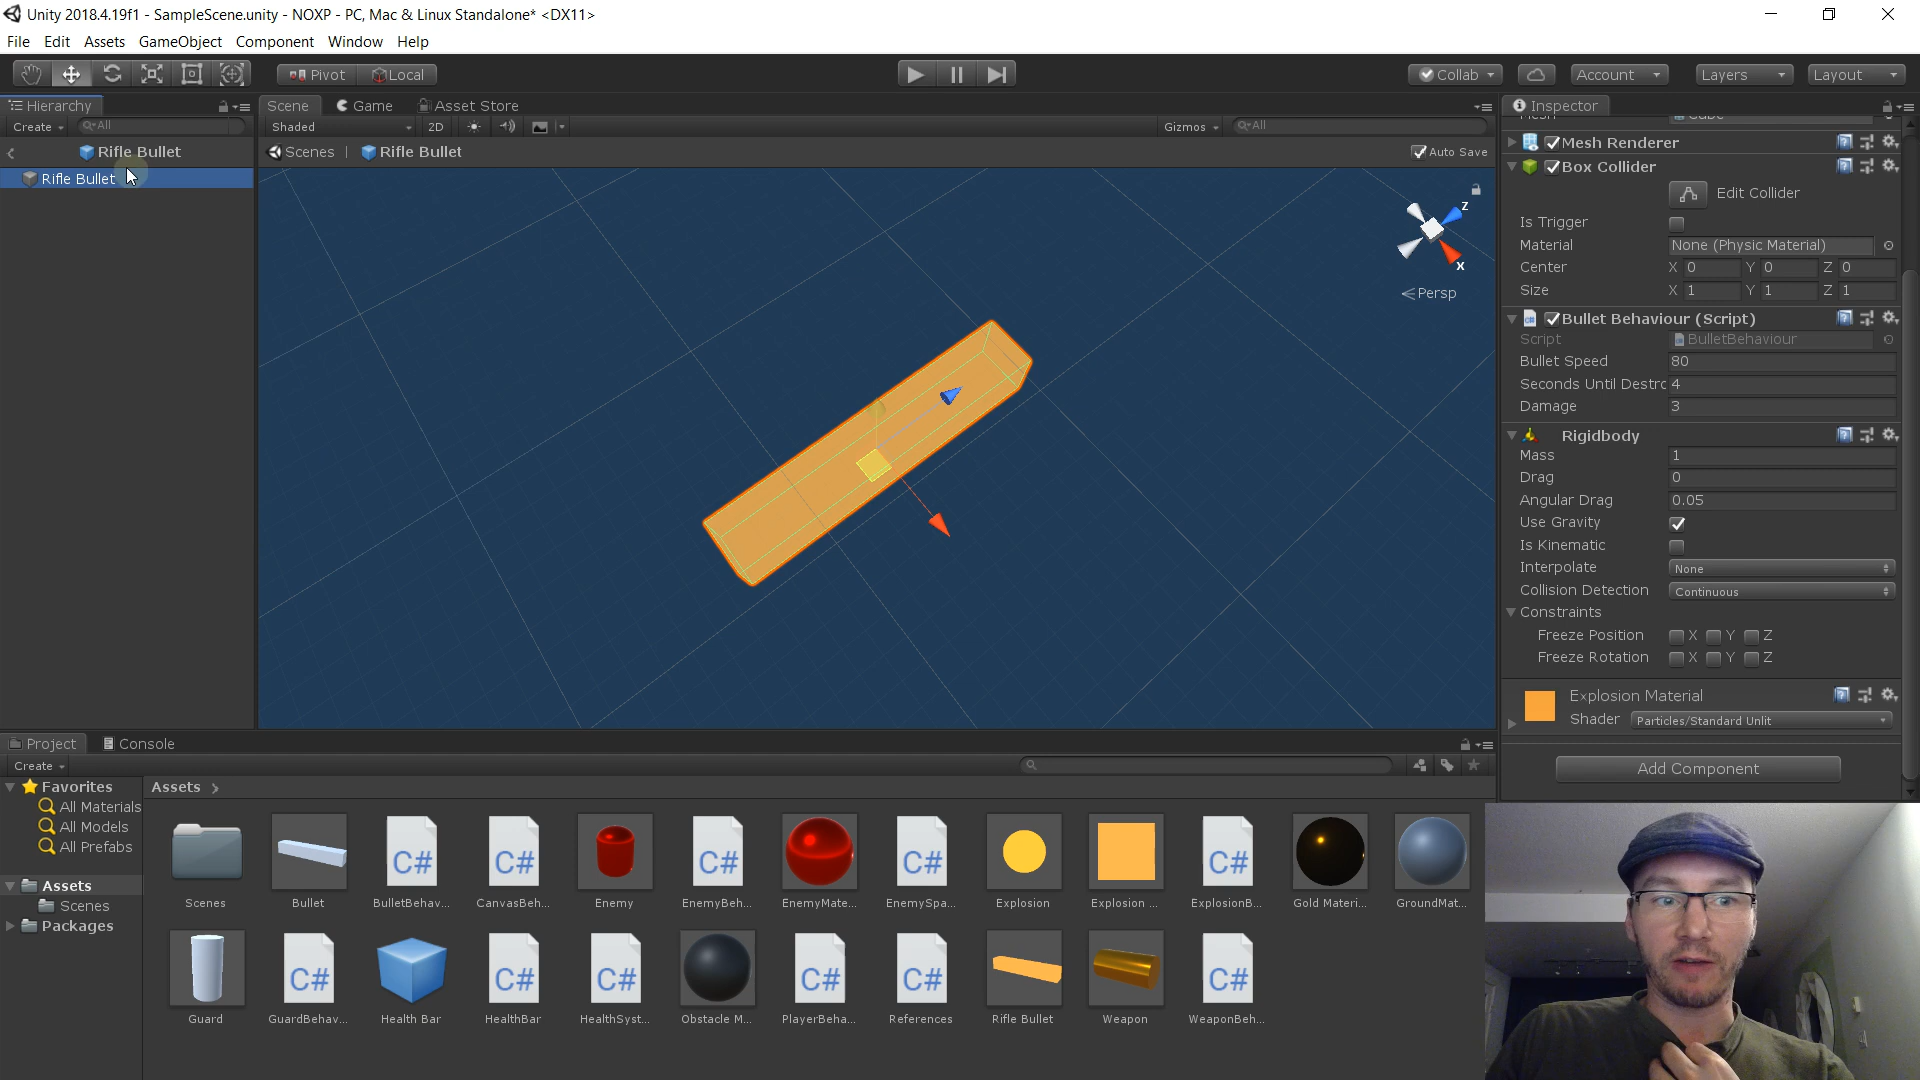 Unity 2018.4.19f1 - SampleScene.unity - NOXP - PC, Mac & Linux Standalone* <DX11>
File Edit Assets GameObject Component Window Help
Pivot Local
Collab Account Layers Layout
Hierarchy
Create All
Rifle Bullet
Rifle Bullet
Scene Game Asset Store
Shaded 2D Gizmos All
Scenes Rifle Bullet Auto Save
z
x
Persp
Inspector
Mesh Renderer
Box Collider
Edit Collider
Is Trigger
Material None (Physic Material)
Center X 0 Y 0 Z 0
Size X 1 Y 1 Z 1
Bullet Behaviour (Script)
Script BulletBehaviour
Bullet Speed 80
Seconds Until Destrc 4
Damage 3
Rigidbody
Mass 1
Drag 0
Angular Drag 0.05
Use Gravity
Is Kinematic
Interpolate None
Collision Detection Continuous
Constraints
Freeze Position X Y Z
Freeze Rotation X Y Z
Explosion Material
Shader Particles/Standard Unlit
Add Component
Project Console
Create
Favorites
All Materials
All Models
All Prefabs
Assets
Scenes
Packages
Assets
C# C# C# C# C#
Scenes Bullet BulletBehav... CanvasBeh... Enemy EnemyBeh... EnemyMate... EnemySpa... Explosion Explosion ... ExplosionB... Gold Materi... GroundMat...
C# C# C# C# C# C#
Guard GuardBehav... Health Bar HealthBar HealthSyst... Obstacle M... PlayerBeha... References Rifle Bullet Weapon WeaponBeh...